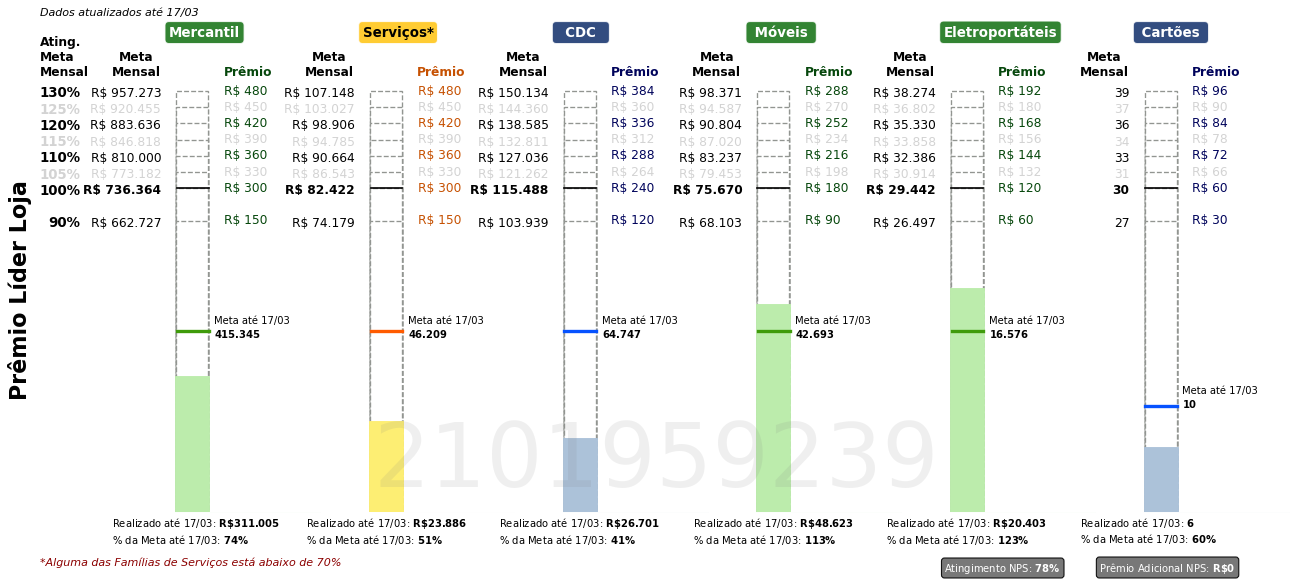 Dados atualizados até 17/03
Mercantil Serviços* CDC Móveis Eletroportáteis Cartões
Ating. Meta Mensal
Meta Mensal Prêmio Meta Mensal Prêmio Meta Mensal Prêmio Meta Mensal Prêmio Meta Mensal Prêmio Meta Mensal Prêmio
130% R$ 957.273 R$ 480 R$ 107.148 R$ 480 R$ 150.134 R$ 384 R$ 98.371 R$ 288 R$ 38.274 R$ 192 39 R$ 96
125% R$ 920.455 R$ 450 R$ 103.027 R$ 450 R$ 144.360 R$ 360 R$ 94.587 R$ 270 R$ 36.802 R$ 180 37 R$ 90
120% R$ 883.636 R$ 420 R$ 98.906 R$ 420 R$ 138.585 R$ 336 R$ 90.804 R$ 252 R$ 35.330 R$ 168 36 R$ 84
115% R$ 846.818 R$ 390 R$ 94.785 R$ 390 R$ 132.811 R$ 312 R$ 87.020 R$ 234 R$ 33.858 R$ 156 34 R$ 78
110% R$ 810.000 R$ 360 R$ 90.664 R$ 360 R$ 127.036 R$ 288 R$ 83.237 R$ 216 R$ 32.386 R$ 144 33 R$ 72
105% R$ 773.182 R$ 330 R$ 86.543 R$ 330 R$ 121.262 R$ 264 R$ 79.453 R$ 198 R$ 30.914 R$ 132 31 R$ 66
100% R$ 736.364 R$ 300 R$ 82.422 R$ 300 R$ 115.488 R$ 240 R$ 75.670 R$ 180 R$ 29.442 R$ 120 30 R$ 60
90% R$ 662.727 R$ 150 R$ 74.179 R$ 150 R$ 103.939 R$ 120 R$ 68.103 R$ 90 R$ 26.497 R$ 60 27 R$ 30
Prêmio Líder Loja
Meta até 17/03 Meta até 17/03 Meta até 17/03 Meta até 17/03 Meta até 17/03
415.345 46.209 64.747 42.693 16.576
Meta até 17/03
10
2101959239
Realizado até 17/03: R$311.005 Realizado até 17/03: R$23.886 Realizado até 17/03: R$26.701 Realizado até 17/03: R$48.623 Realizado até 17/03: R$20.403 Realizado até 17/03: 6
% da Meta até 17/03: 74% % da Meta até 17/03: 51% % da Meta até 17/03: 41% % da Meta até 17/03: 113% % da Meta até 17/03: 123% % da Meta até 17/03: 60%
*Alguma das Famílias de Serviços está abaixo de 70% Atingimento NPS: 78% Prêmio Adicional NPS: R$0